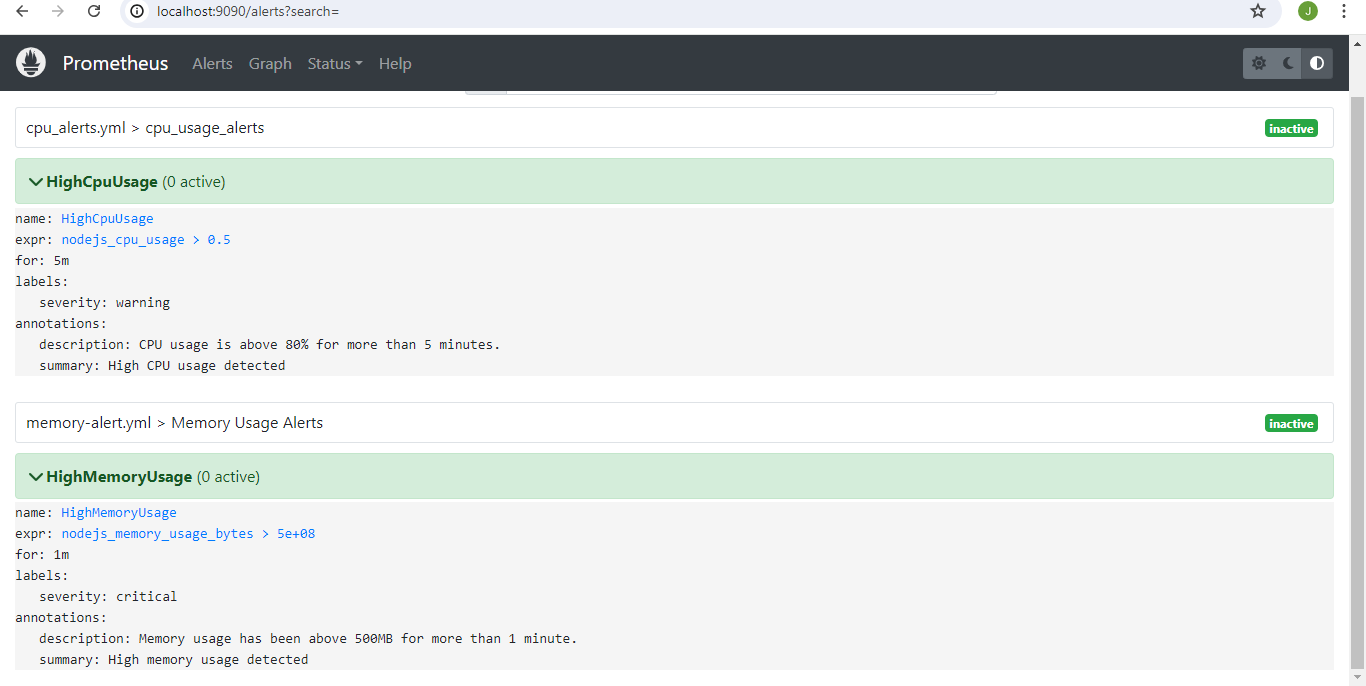 localhost:9090/alerts?search=
J
Prometheus Alerts Graph Status Help
cpu_alerts.yml > cpu_usage_alerts inactive
HighCpuUsage (0 active)
name: HighCpuUsage
expr: nodejs_cpu_usage > 0.5
for: 5m
labels:
severity: warning
annotations:
description: CPU usage is above 80% for more than 5 minutes.
summary: High CPU usage detected
memory-alert.yml > Memory Usage Alerts inactive
HighMemoryUsage (0 active)
name: HighMemoryUsage
expr: nodejs_memory_usage_bytes > 5e+08
for: 1m
labels:
severity: critical
annotations:
description: Memory usage has been above 500MB for more than 1 minute.
summary: High memory usage detected